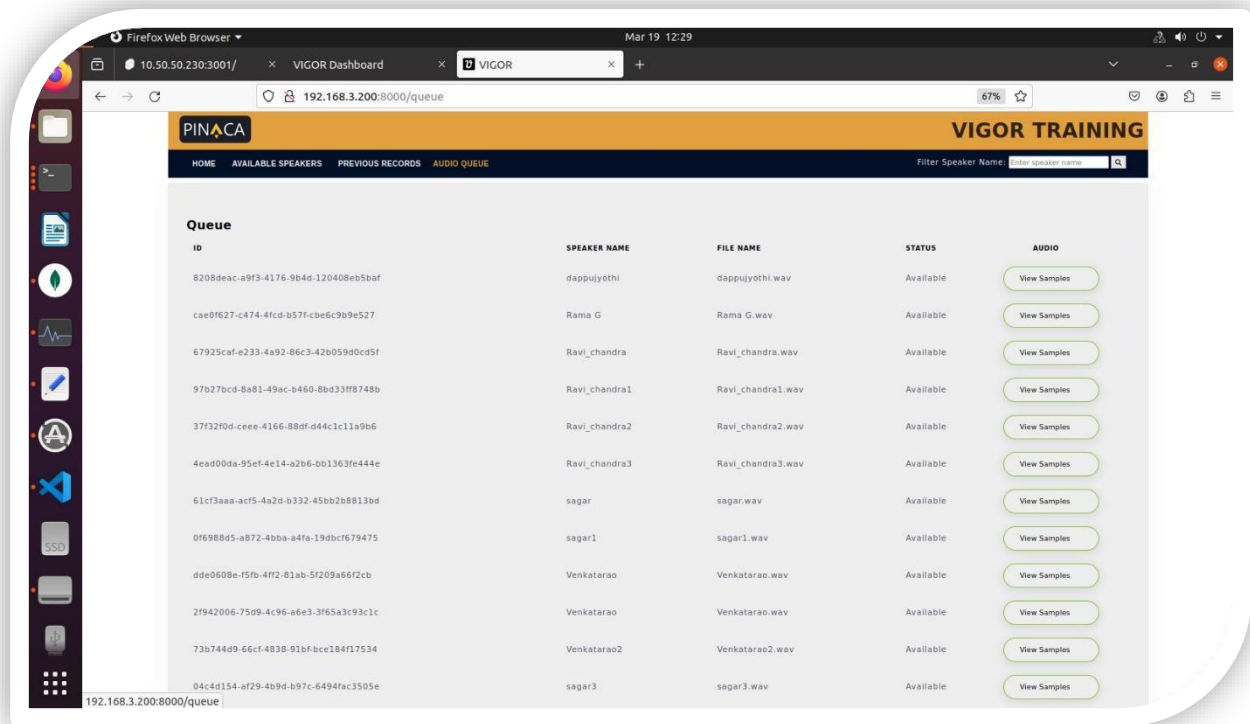 Firefox Web Browser Mar 19 12:29
10.50.50.230:3001/ VIGOR Dashboard VIGOR
192.168.3.200:8000/queue 67%
PINACA VIGOR TRAINING
HOME AVAILABLE SPEAKERS PREVIOUS RECORDS AUDIO QUEUE Filter Speaker Name: Enter speaker name
Queue
ID SPEAKER NAME FILE NAME STATUS AUDIO
8208deac-a9f3-4176-9b4d-120408eb5baf dappujyothi dappujyothi.wav Available View Samples
cae0f627-c474-4fcd-b57f-cbe6c9b9e527 Rama G Rama G.wav Available View Samples
67925caf-e233-4a92-86c3-42b059d0cd5f Ravi_chandra Ravi_chandra.wav Available View Samples
97b27bcd-8a81-49ac-b460-8bd33ff8748b Ravi_chandra1 Ravi_chandra1.wav Available View Samples
37f32f0d-ceee-4166-88df-d44c1c11a9b6 Ravi_chandra2 Ravi_chandra2.wav Available View Samples
4ead00da-95ef-4e14-a2b6-bb1363fe444e Ravi_chandra3 Ravi_chandra3.wav Available View Samples
61cf3aaa-acf5-4a2d-b332-45bb2b8813bd sagar sagar.wav Available View Samples
0f6988d5-a872-4bba-a4fa-19dbcf679475 sagar1 sagar1.wav Available View Samples
dde0608e-f5fb-4ff2-81ab-5f209a66f2cb Venkatarao Venkatarao.wav Available View Samples
2f942006-75d9-4c96-a6e3-3f65a3c93c1c Venkatarao Venkatarao.wav Available View Samples
73b744d9-66cf-4838-91bf-bce184f17534 Venkatarao2 Venkatarao2.wav Available View Samples
04c4d154-af29-4b9d-b97c-6494fac3505e sagar3 sagar3.wav Available View Samples
SSD
192.168.3.200:8000/queue